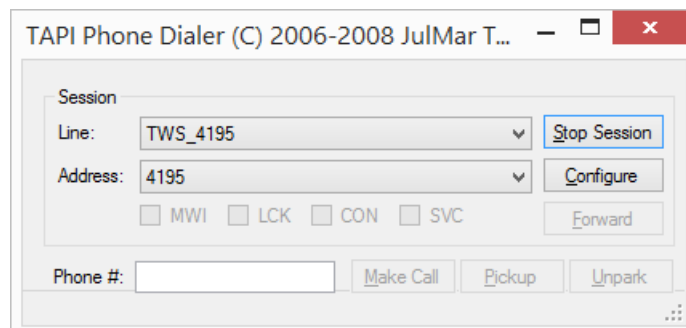 TAPI Phone Dialer (C) 2006-2008 JulMar T...
Session
Line: TWS_4195 Stop Session
Address: 4195 Configure
MWI LCK CON SVC Forward
Phone #: Make Call Pickup Unpark